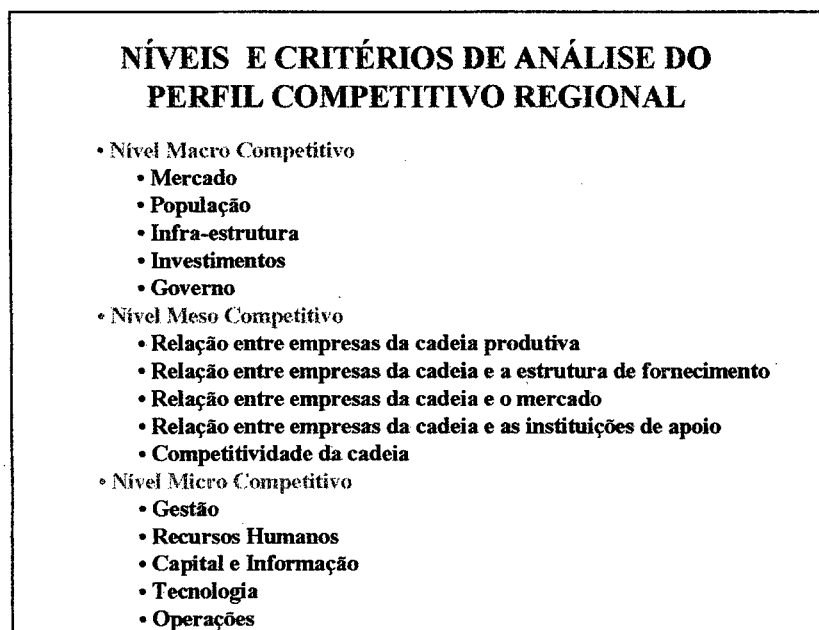 NÍVEIS E CRITÉRIOS DE ANÁLISE DO
PERFIL COMPETITIVO REGIONAL
• Nível Macro Competitivo
• Mercado
• População
• Infra-estrutura
• Investimentos
• Governo
• Nível Meso Competitivo
• Relação entre empresas da cadeia produtiva
• Relação entre empresas da cadeia e a estrutura de fornecimento
• Relação entre empresas da cadeia e o mercado
• Relação entre empresas da cadeia e as instituições de apoio
• Competitividade da cadeia
• Nível Micro Competitivo
• Gestão
• Recursos Humanos
• Capital e Informação
• Tecnologia
• Operações